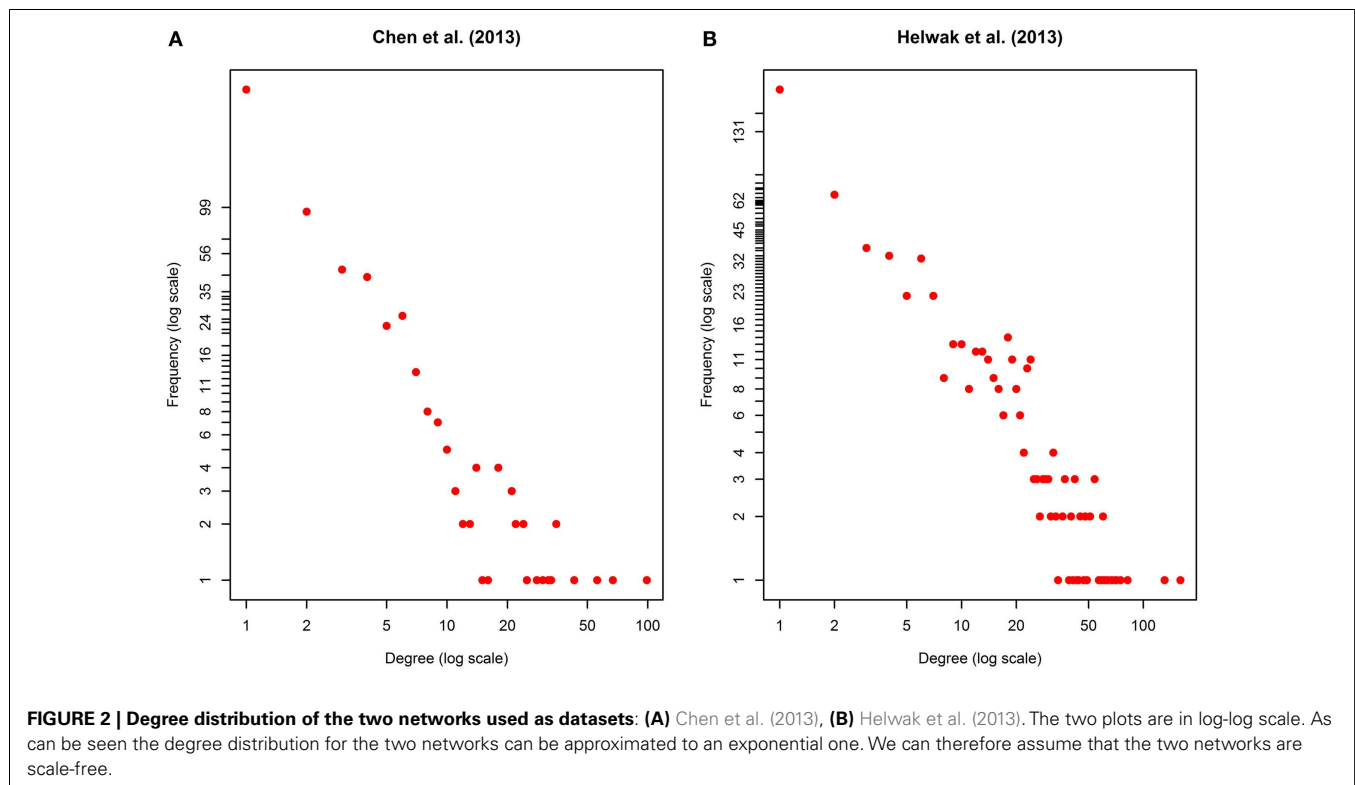 A
Chen et al. (2013)
Frequency (log scale)
99
56
35
24
16
11
8
6
4
3
2
1
1 2 5 10 20 50 100
Degree (log scale)
B
Helwak et al. (2013)
Frequency (log scale)
131
62
45
32
23
16
11
8
6
4
3
2
1
1 2 5 10 20 50 100
Degree (log scale)
FIGURE 2 | Degree distribution of the two networks used as datasets: (A) Chen et al. (2013), (B) Helwak et al. (2013). The two plots are in log-log scale. As
can be seen the degree distribution for the two networks can be approximated to an exponential one. We can therefore assume that the two networks are
scale-free.